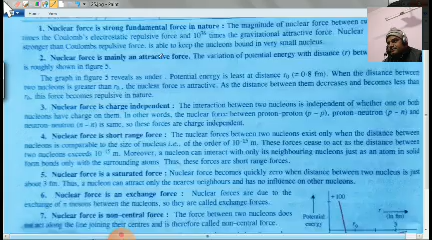 25.pdf - Paint
1. Nuclear force is strong fundamental force in nature : The magnitude of nuclear force between
times the Coulomb's electrostatic repulsive force and 10³⁸ times the gravitational attractive force. Nuclear
stronger than Coulombs repulsive force, is able to keep the nucleons bound in very small nucleus.
2. Nuclear force is mainly an attractive force. The variation of potential energy with distance (r) between
is roughly shown in figure 5.
The graph in figure 5 reveals as under : Potential energy is least at distance r₀ (≈ 0·8 fm). When the distance between
two nucleons is greater than r₀, the nuclear force is attractive. As the distance between them decreases and becomes less than
r₀, this force becomes repulsive in nature.
3. Nuclear force is charge independent. The interaction between two nucleons is independent of whether one or both
nucleons have charge on them. In other words, the nuclear force between proton-proton (p – p), proton-neutron (p – n) and
neutron-neutron (n – n) is same. So these forces are charge independent.
4. Nuclear force is short range force. The nuclear forces between two nucleons exist only when the distance between
two nucleons is comparable to the size of nucleus i.e., of the order of 10⁻¹⁵ m. These forces cease to act as the distance between
two nucleons exceeds m. Moreover, a nucleon can interact with only its neighbouring nucleons just as an atom in solid
form bonds only with the surrounding atoms. Thus, these forces are short range forces.
5. Nuclear force is a saturated force. Nuclear force becomes quickly zero when distance between two nucleons is just
about 3 fm. Thus, a nucleon can attract only the nearest neighbours and has no influence on other nucleons.
6. Nuclear force is an exchange force. Nuclear forces are due to the
exchange of π mesons between the nucleons, so they are called exchange forces.
7. Nuclear force is non-central force. The force between two nucleons does
not act along the line joining their centres and is therefore called non-central force.
+100
Potential
energy
r₀
r
(in fm)